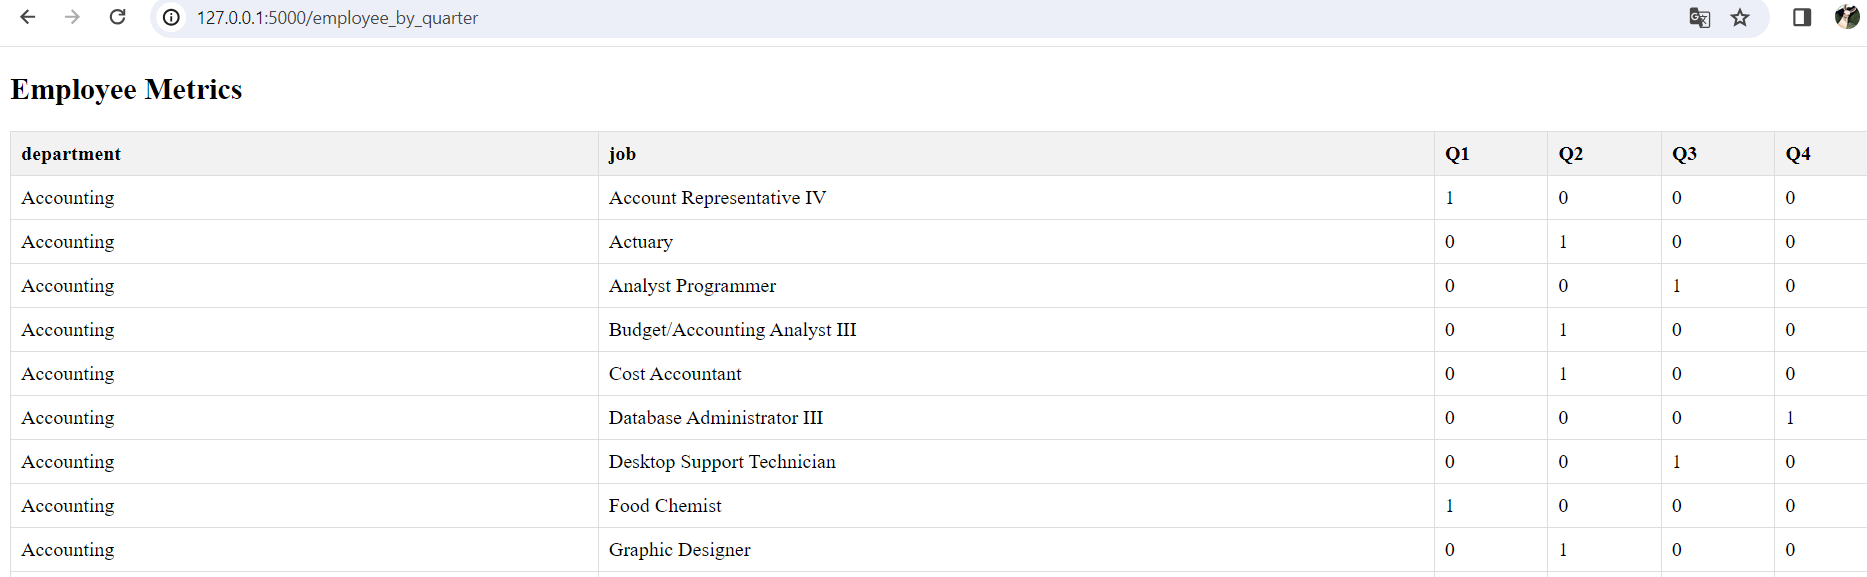 127.0.0.1:5000/employee_by_quarter
Employee Metrics
department job Q1 Q2 Q3 Q4
Accounting Account Representative IV 1 0 0 0
Accounting Actuary 0 1 0 0
Accounting Analyst Programmer 0 0 1 0
Accounting Budget/Accounting Analyst III 0 1 0 0
Accounting Cost Accountant 0 1 0 0
Accounting Database Administrator III 0 0 0 1
Accounting Desktop Support Technician 0 0 1 0
Accounting Food Chemist 1 0 0 0
Accounting Graphic Designer 0 1 0 0